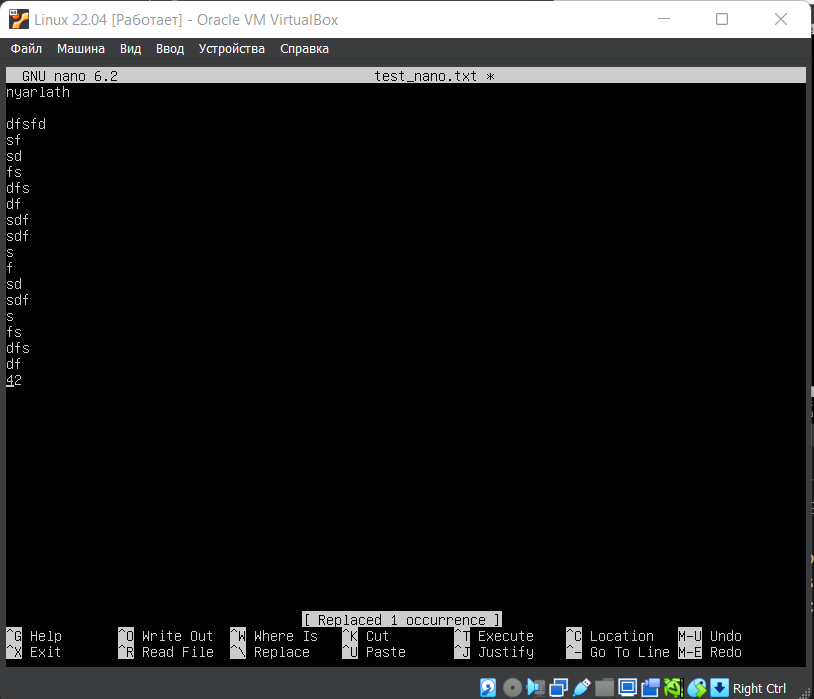 Linux 22.04 [Работает] - Oracle VM VirtualBox
Файл Машина Вид Ввод Устройства Справка
GNU nano 6.2 test_nano.txt *
nyarlath
dfsfd
sf
sd
fs
dfs
df
sdf
sdf
s
f
sd
sdf
s
fs
dfs
df
42
[ Replaced 1 occurrence ]
^G Help ^O Write Out ^W Where Is ^K Cut ^T Execute ^C Location M-U Undo
^X Exit ^R Read File ^\ Replace ^U Paste ^J Justify ^- Go To Line M-E Redo
Right Ctrl